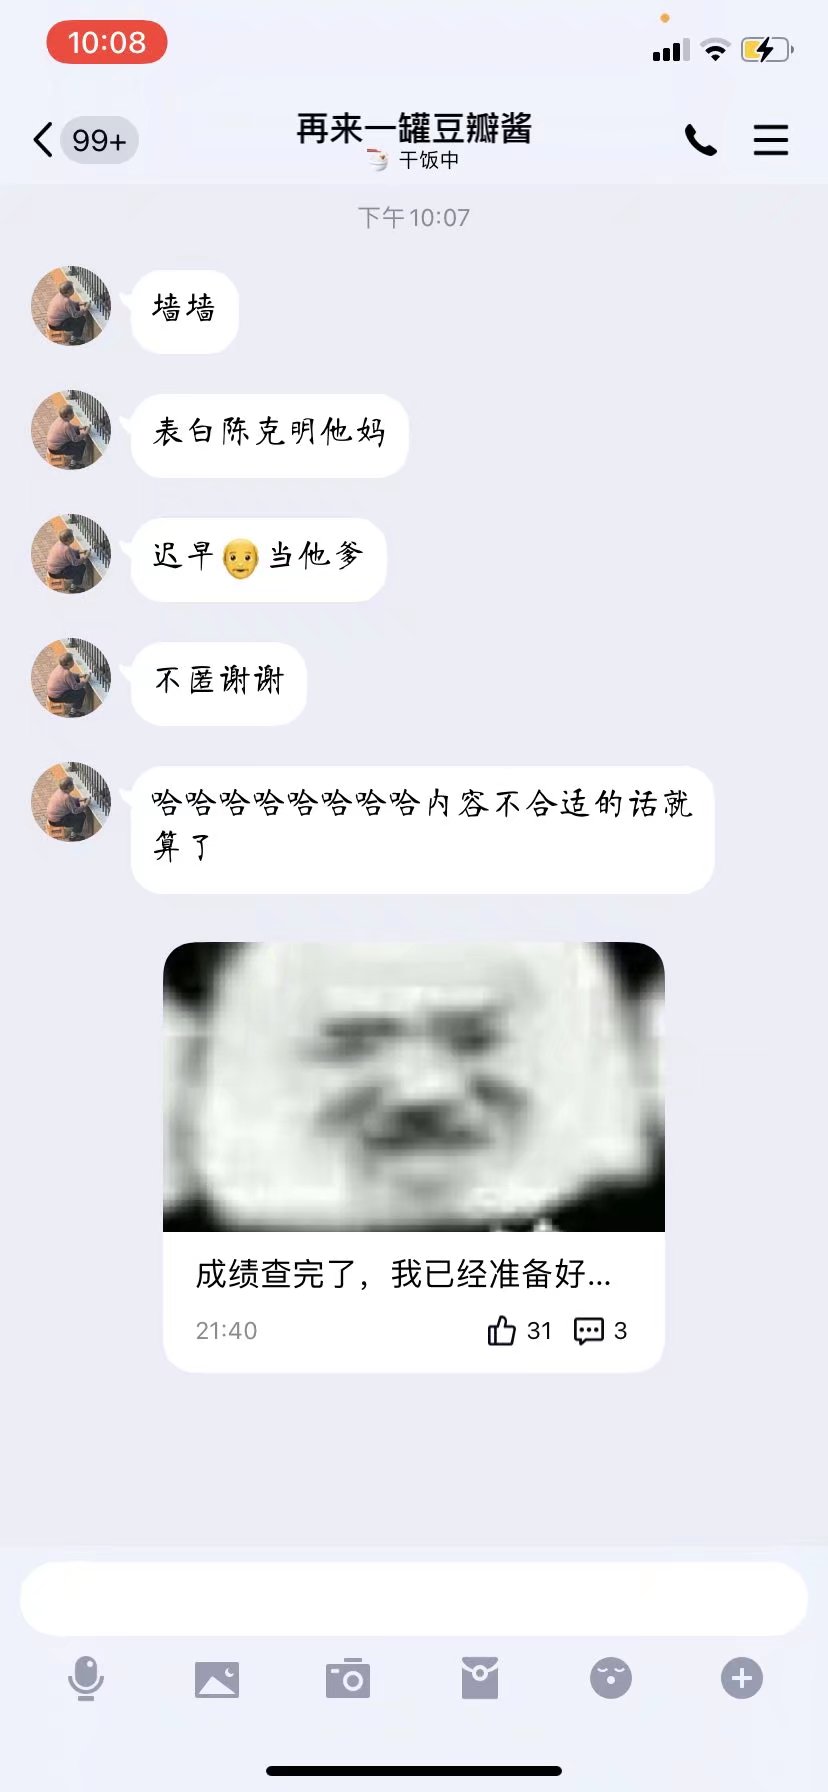 10:08
99+
再来一罐豆瓣酱
干饭中
下午10:07
墙墙
表白陈克明他妈
迟早👨‍🦲当他爹
不匿谢谢
哈哈哈哈哈哈哈哈内容不合适的话就
算了
成绩查完了，我已经准备好...
21:40 31 3